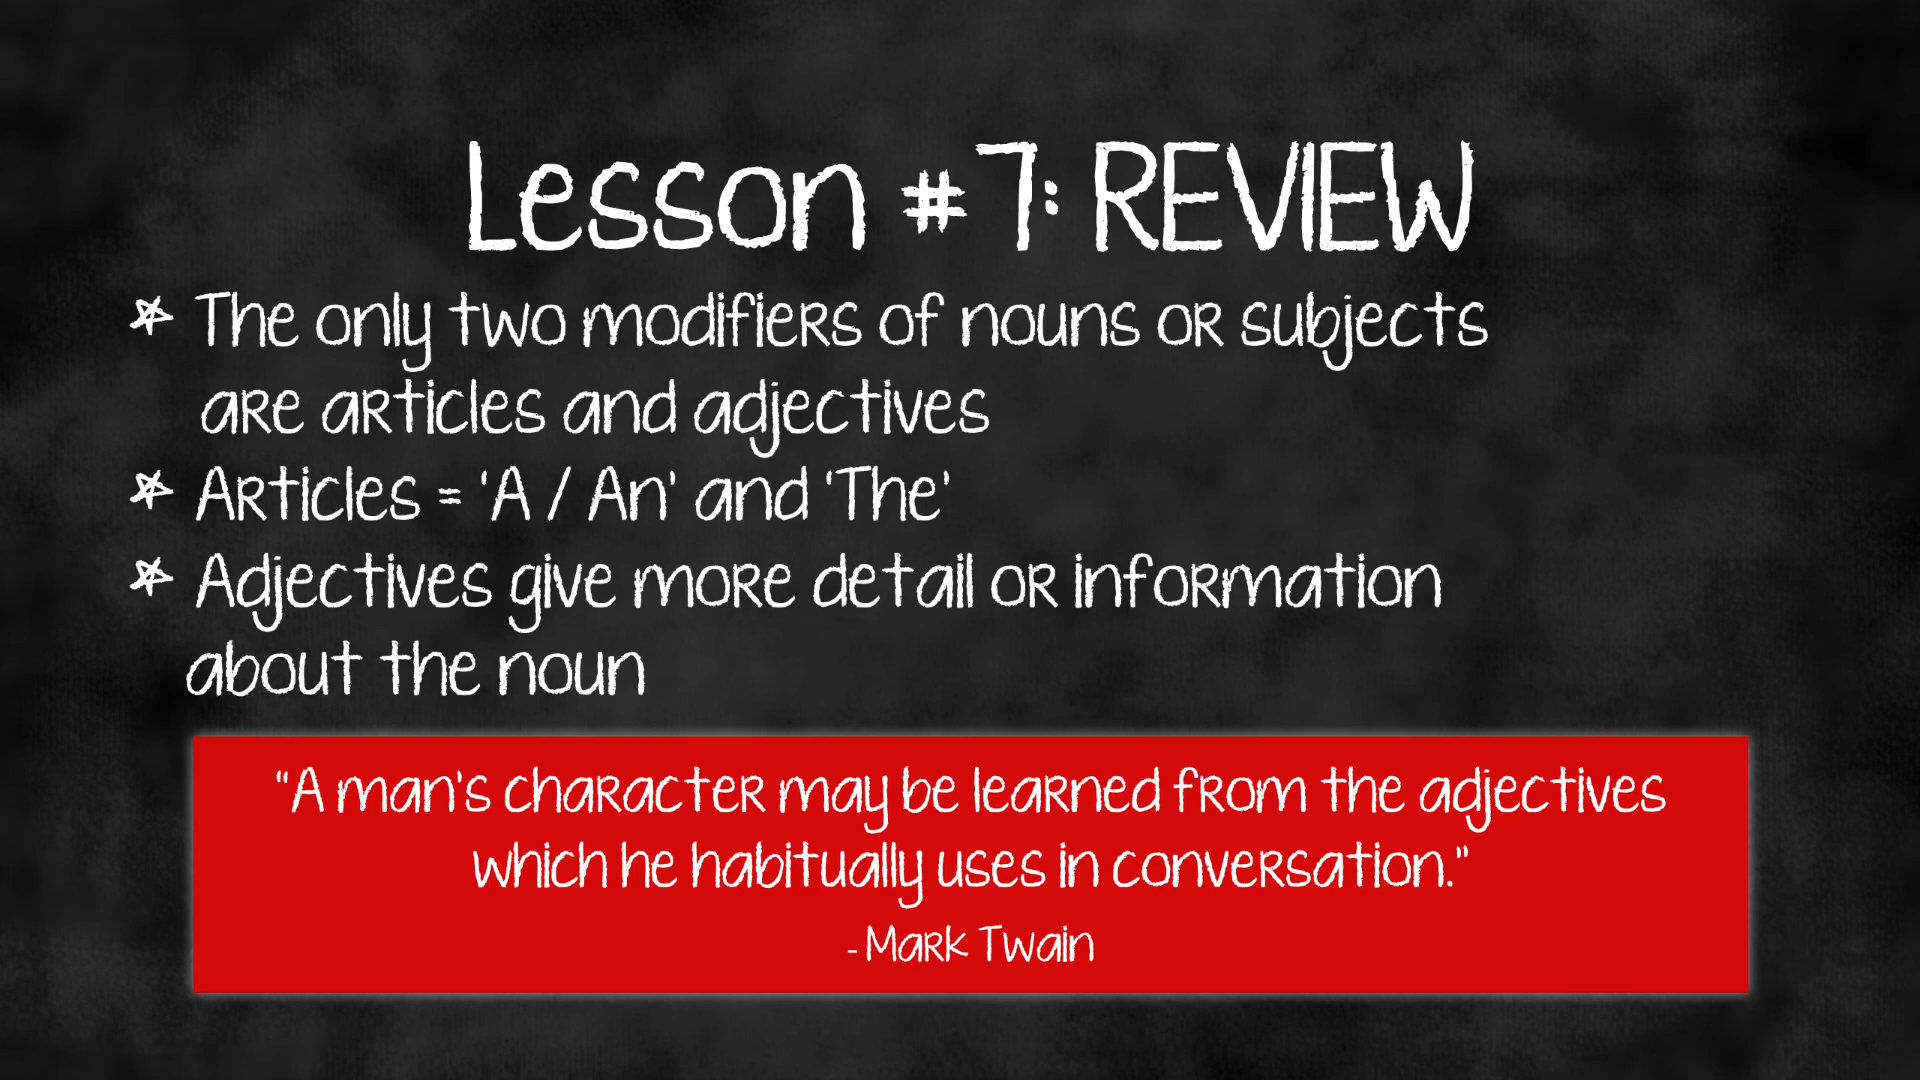 Lesson #7: REVIEW
* The only two modifiers of nouns or subjects
are articles and adjectives
* Articles = 'A / An' and 'The'
* Adjectives give more detail or information
about the noun
"A man's character may be learned from the adjectives
which he habitually uses in conversation."
- Mark Twain